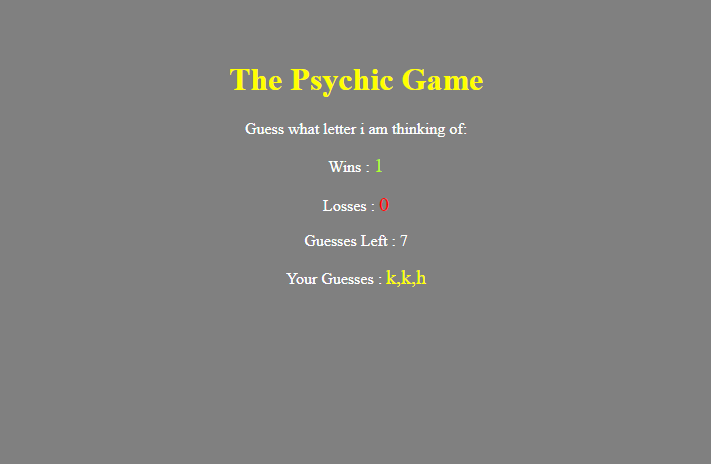 The Psychic Game
Guess what letter i am thinking of:
Wins : 1
Losses : 0
Guesses Left : 7
Your Guesses : k,k,h